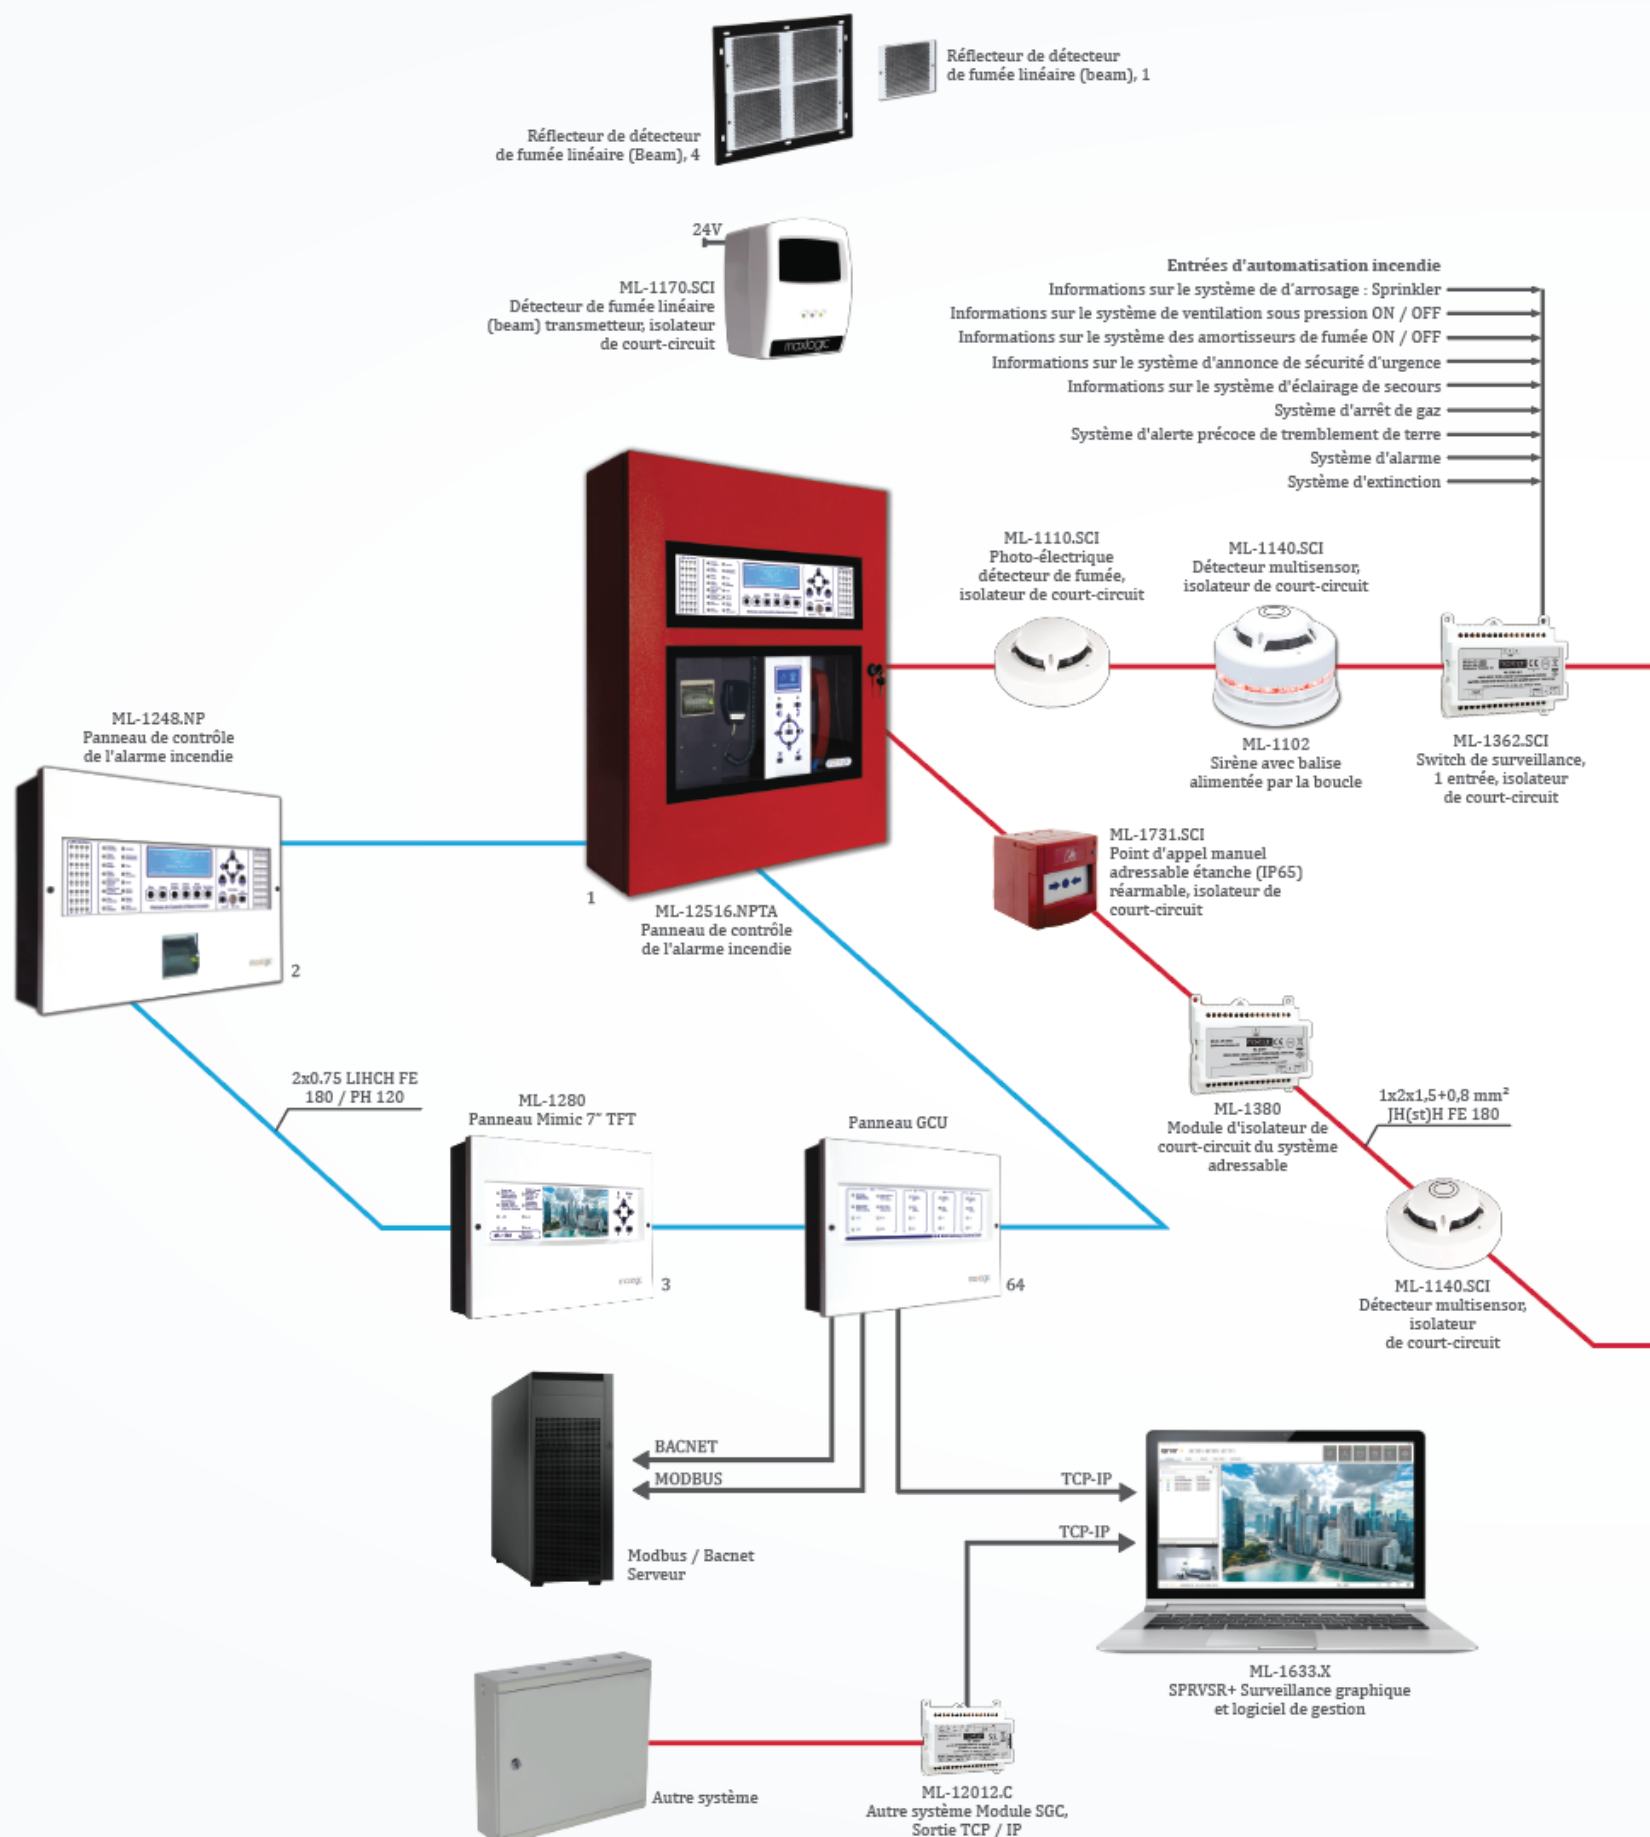 Réflecteur de détecteur
de fumée linéaire (beam), 1
Réflecteur de détecteur
de fumée linéaire (Beam), 4
24V
ML-1170.SCI
Détecteur de fumée linéaire
(beam) transmetteur, isolateur
de court-circuit
maxlogic
Entrées d'automatisation incendie
Informations sur le système de d'arrosage : Sprinkler
Informations sur le système de ventilation sous pression ON / OFF
Informations sur le système des amortisseurs de fumée ON / OFF
Informations sur le système d'annonce de sécurité d'urgence
Informations sur le système d'éclairage de secours
Système d'arrêt de gaz
Système d'alerte précoce de tremblement de terre
Système d'alarme
Système d'extinction
ML-1110.SCI
Photo-électrique
détecteur de fumée,
isolateur de court-circuit
ML-1140.SCI
Détecteur multisensor,
isolateur de court-circuit
ML-1102
Sirène avec balise
alimentée par la boucle
ML-1362.SCI
Switch de surveillance,
1 entrée, isolateur
de court-circuit
ML-1248.NP
Panneau de contrôle
de l'alarme incendie
2
1
ML-12516.NPTA
Panneau de contrôle
de l'alarme incendie
ML-1731.SCI
Point d'appel manuel
adressable étanche (IP65)
réarmable, isolateur de
court-circuit
ML-1380
Module d'isolateur de
court-circuit du système
adressable
1x2x1,5+0,8 mm²
JH(st)H FE 180
ML-1140.SCI
Détecteur multisensor,
isolateur
de court-circuit
2x0.75 LIHCH FE
180 / PH 120
ML-1280
Panneau Mimic 7" TFT
3
Panneau GCU
64
BACNET
MODBUS
Modbus / Bacnet
Serveur
TCP-IP
TCP-IP
ML-1633.X
SPRVSR+ Surveillance graphique
et logiciel de gestion
Autre système
ML-12012.C
Autre système Module SGC,
Sortie TCP / IP